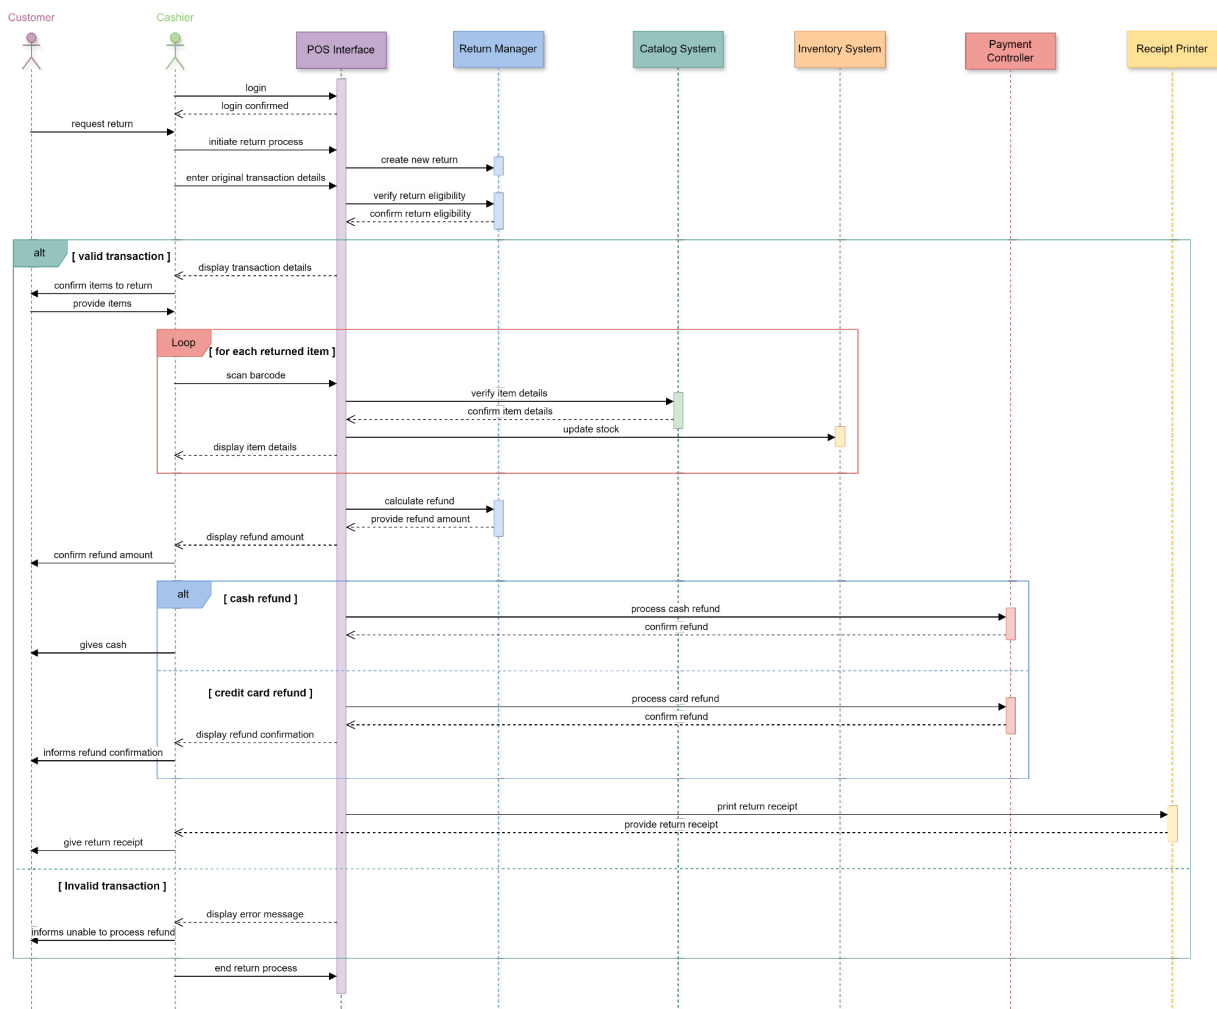 Customer
Cashier
POS Interface
Return Manager
Catalog System
Inventory System
Payment
Controller
Receipt Printer
login
login confirmed
request return
initiate return process
create new return
enter original transaction details
verify return eligibility
confirm return eligibility
alt
[ valid transaction ]
display transaction details
confirm items to return
provide items
Loop
[ for each returned item ]
scan barcode
verify item details
confirm item details
update stock
display item details
calculate refund
provide refund amount
display refund amount
confirm refund amount
alt
[ cash refund ]
process cash refund
confirm refund
gives cash
[ credit card refund ]
process card refund
confirm refund
display refund confirmation
informs refund confirmation
print return receipt
provide return receipt
give return receipt
[ Invalid transaction ]
display error message
informs unable to process refund
end return process